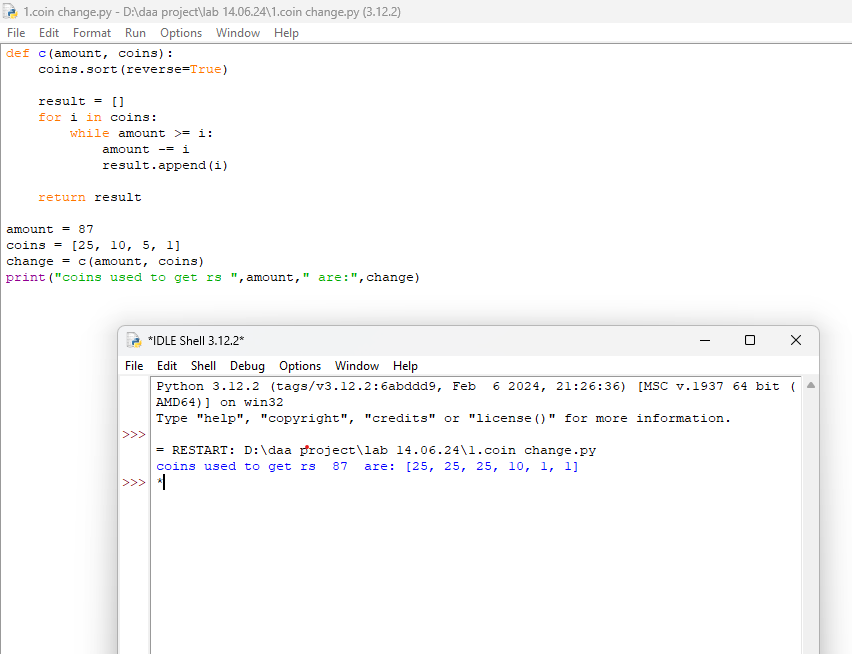 1.coin change.py - D:\daa project\lab 14.06.24\1.coin change.py (3.12.2)
File Edit Format Run Options Window Help
def c(amount, coins):
    coins.sort(reverse=True)
    result = []
    for i in coins:
        while amount >= i:
            amount -= i
            result.append(i)
    return result
amount = 87
coins = [25, 10, 5, 1]
change = c(amount, coins)
print("coins used to get rs ",amount," are:",change)
*IDLE Shell 3.12.2*
File Edit Shell Debug Options Window Help
Python 3.12.2 (tags/v3.12.2:6abddd9, Feb  6 2024, 21:26:36) [MSC v.1937 64 bit (
AMD64)] on win32
Type "help", "copyright", "credits" or "license()" for more information.
>>>
= RESTART: D:\daa project\lab 14.06.24\1.coin change.py
coins used to get rs  87  are: [25, 25, 25, 10, 1, 1]
>>> *